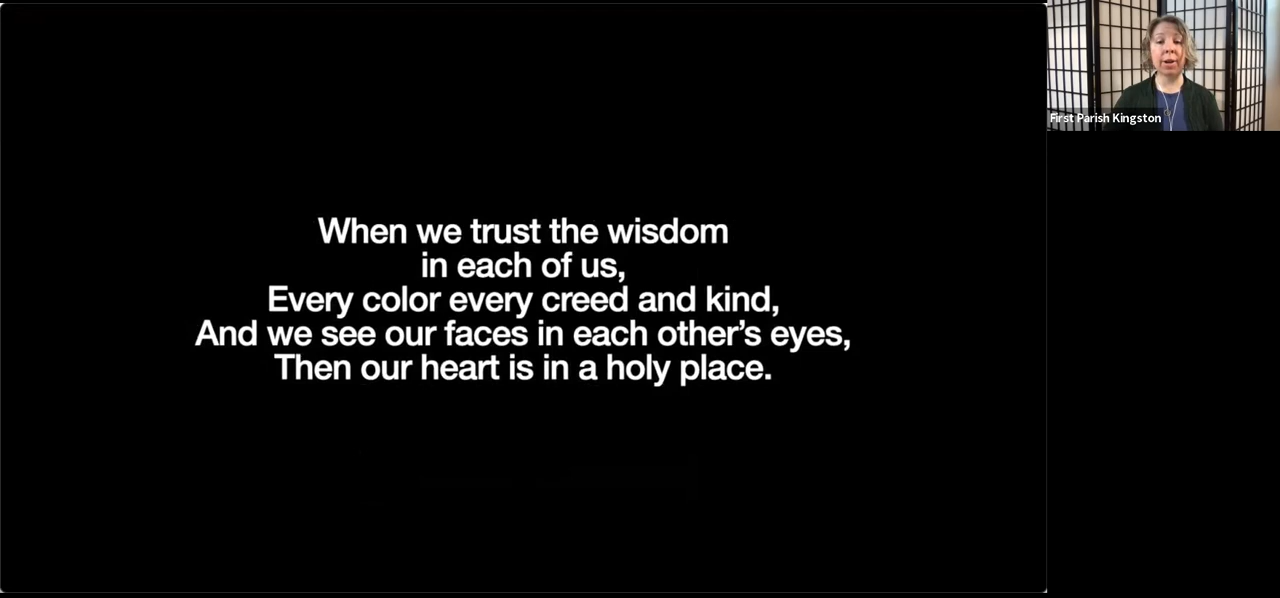 When we trust the wisdom
in each of us,
Every color every creed and kind,
And we see our faces in each other’s eyes,
Then our heart is in a holy place.
First Parish Kingston